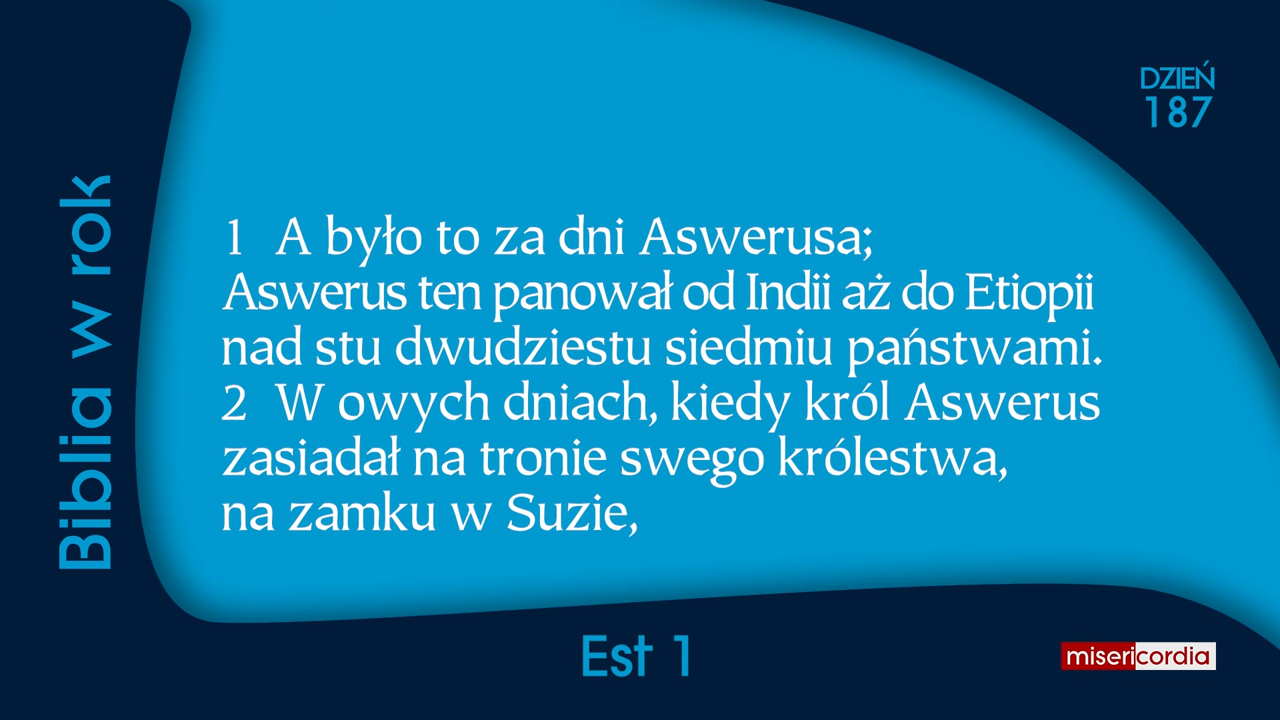 DZIEŃ
187
Biblia w rok
1 A było to za dni Aswerusa;
Aswerus ten panował od Indii aż do Etiopii
nad stu dwudziestu siedmiu państwami.
2 W owych dniach, kiedy król Aswerus
zasiadał na tronie swego królestwa,
na zamku w Suzie,
Est 1
misericordia